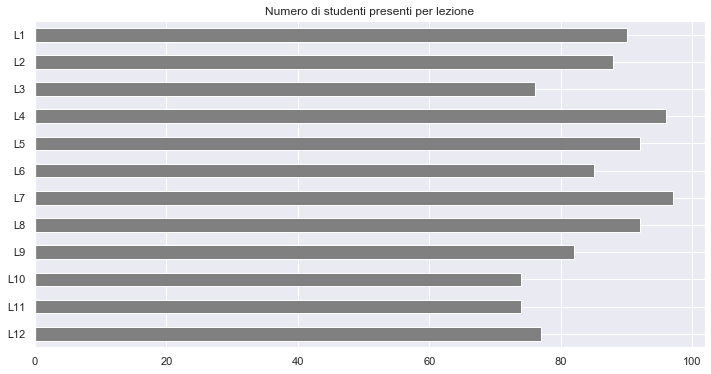 Numero di studenti presenti per lezione
L1
L2
L3
L4
L5
L6
L7
L8
L9
L10
L11
L12
0 20 40 60 80 100